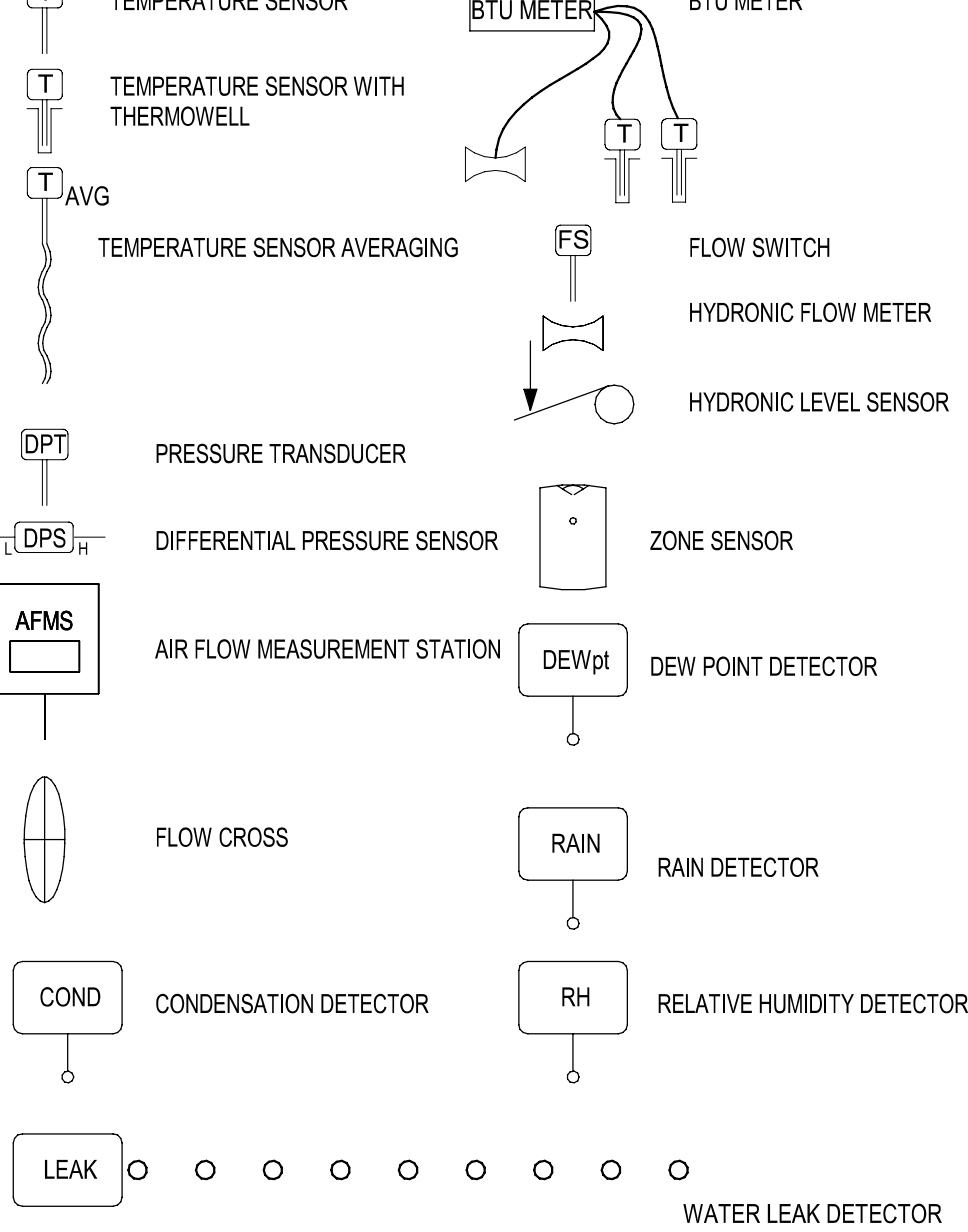 TEMPERATURE SENSOR
BTU METER
BTU METER
T
TEMPERATURE SENSOR WITH
THERMOWELL
T
T
T
AVG
TEMPERATURE SENSOR AVERAGING
FS
FLOW SWITCH
HYDRONIC FLOW METER
HYDRONIC LEVEL SENSOR
DPT
PRESSURE TRANSDUCER
L
DPS
H
DIFFERENTIAL PRESSURE SENSOR
ZONE SENSOR
AFMS
AIR FLOW MEASUREMENT STATION
DEWpt
DEW POINT DETECTOR
FLOW CROSS
RAIN
RAIN DETECTOR
COND
CONDENSATION DETECTOR
RH
RELATIVE HUMIDITY DETECTOR
LEAK
WATER LEAK DETECTOR